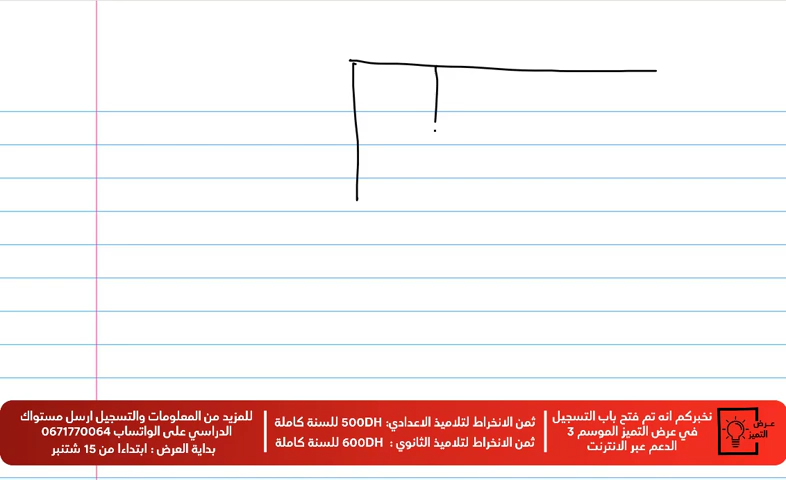 عرض
التميز
نخبركم انه تم فتح باب التسجيل
في عرض التميز الموسم 3
الدعم عبر الانترنت
ثمن الانخراط لتلاميذ الاعدادي: 500DH للسنة كاملة
ثمن الانخراط لتلاميذ الثانوي : 600DH للسنة كاملة
للمزيد من المعلومات والتسجيل ارسل مستواك
الدراسي على الواتساب 0671770064
بداية العرض : ابتداءا من 15 شتنبر